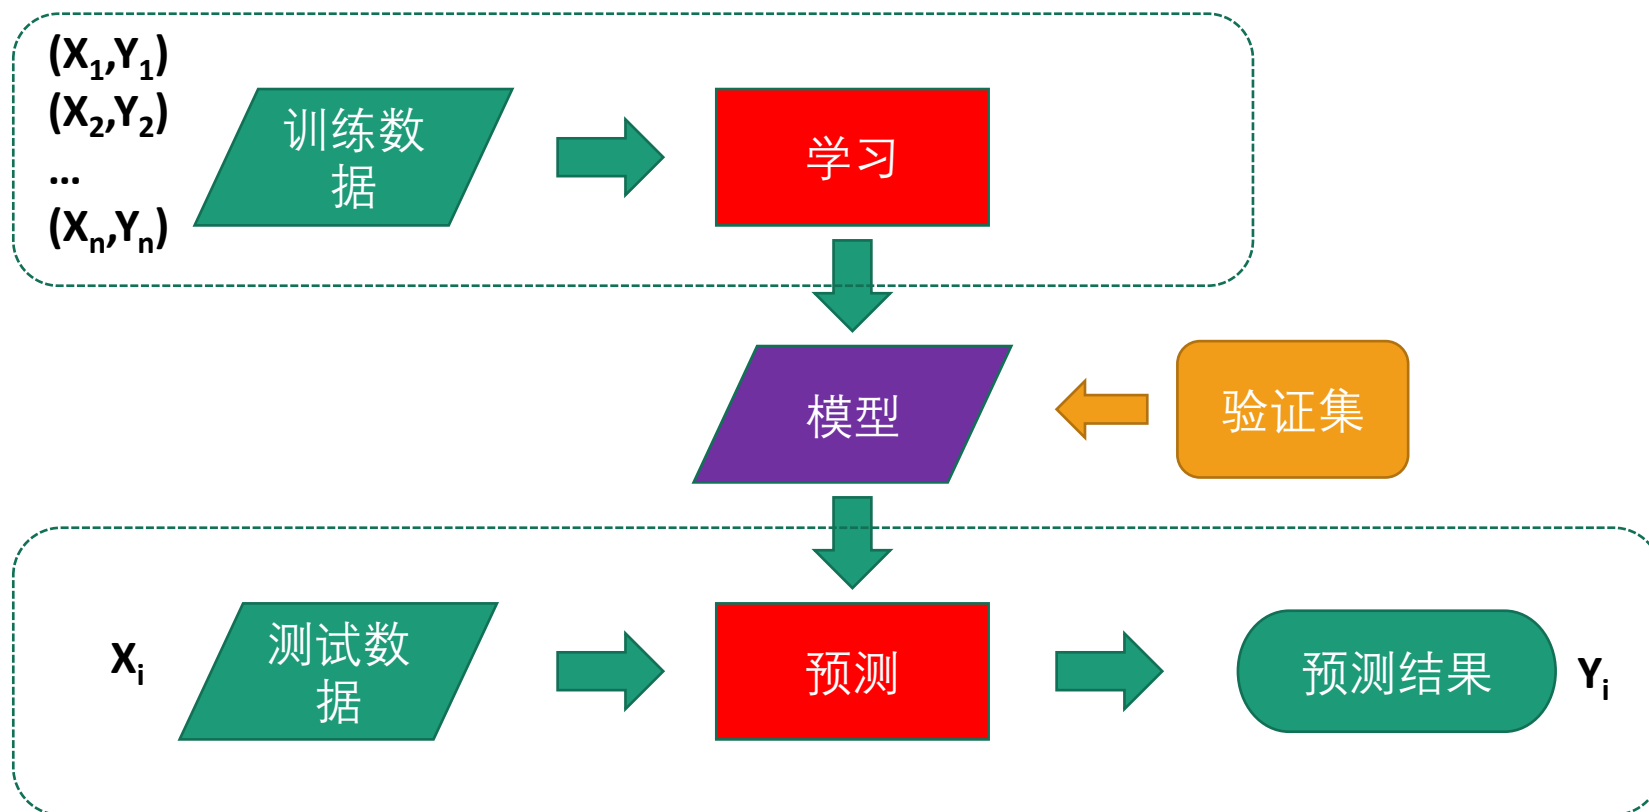 (X₁,Y₁)
(X₂,Y₂)
...
(Xₙ,Yₙ)
训练数
据
学习
模型
验证集
Xᵢ
测试数
据
预测
预测结果
Yᵢ